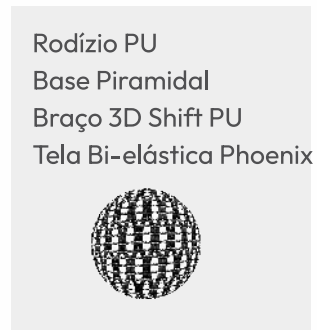 Rodízio PU
Base Piramidal
Braço 3D Shift PU
Tela Bi-elástica Phoenix